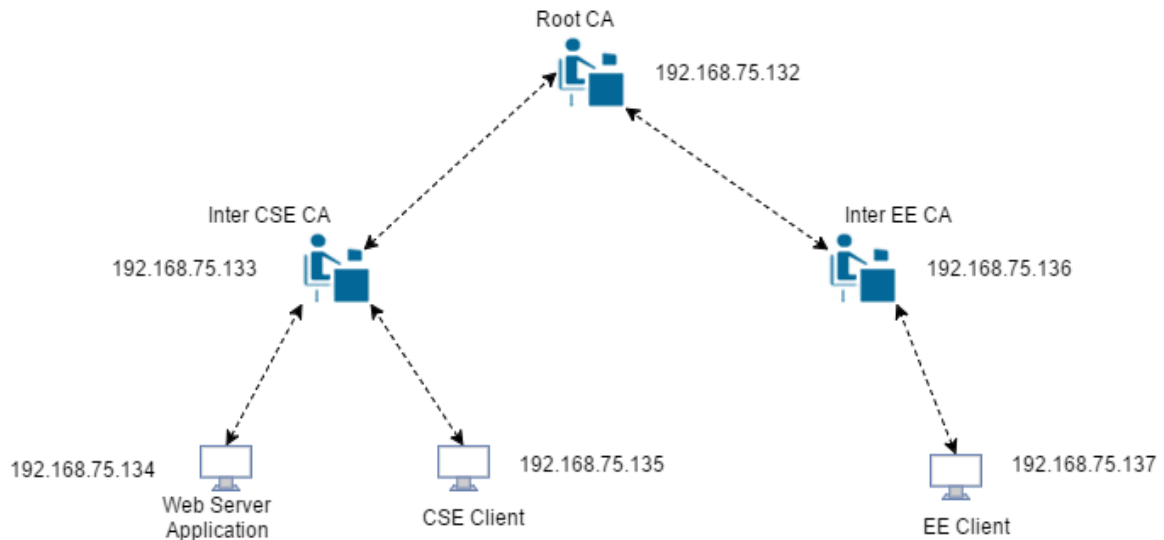 Root CA
192.168.75.132
Inter CSE CA
192.168.75.133
Inter EE CA
192.168.75.136
192.168.75.134
Web Server
Application
192.168.75.135
CSE Client
192.168.75.137
EE Client